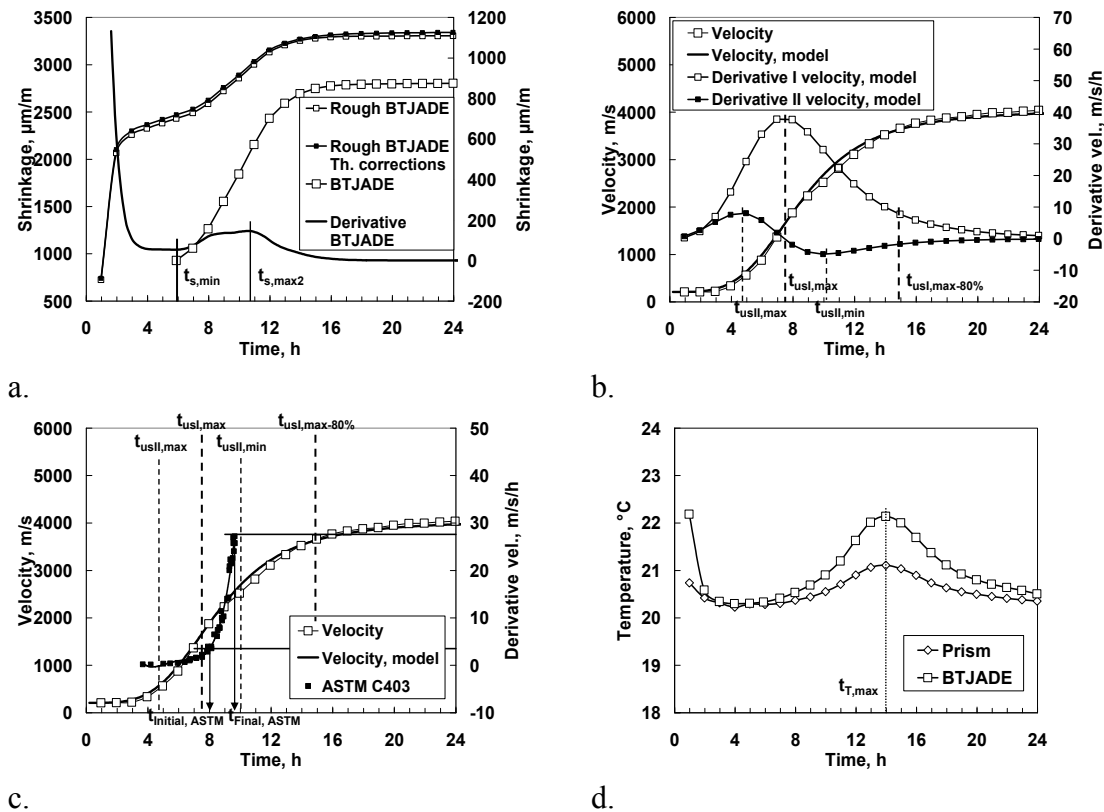 3500
3000
2500
2000
1500
1000
500
Shrinkage, µm/m
1200
1000
800
600
400
200
0
-200
Shrinkage, µm/m
Rough BTJADE
Rough BTJADE
Th. corrections
BTJADE
Derivative
BTJADE
ts,min
ts,max2
0 4 8 12 16 20 24
Time, h
a.
6000
5000
4000
3000
2000
1000
0
Velocity, m/s
70
60
50
40
30
20
10
0
-10
-20
Derivative vel., m/s/h
Velocity
Velocity, model
Derivative I velocity, model
Derivative II velocity, model
tusI,max
tusI,max-80%
tusII,max
tusII,min
0 4 8 12 16 20 24
Time, h
b.
tusI,max
tusI,max-80%
tusII,max
tusII,min
6000
5000
4000
3000
2000
1000
0
Velocity, m/s
50
40
30
20
10
0
-10
Derivative vel., m/s/h
Velocity
Velocity, model
ASTM C403
tInitial, ASTM
tFinal, ASTM
0 4 8 12 16 20 24
Time, h
c.
24
23
22
21
20
19
18
Temperature, °C
Prism
BTJADE
tT,max
0 4 8 12 16 20 24
Time, h
d.